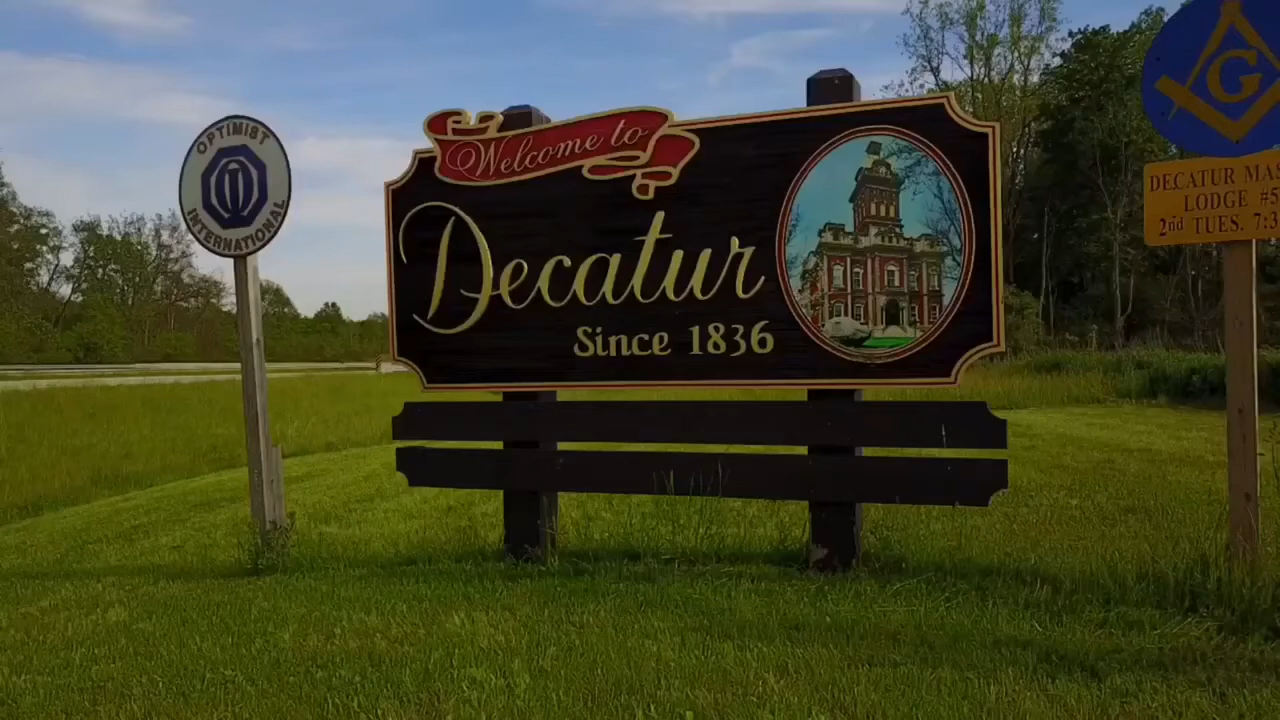 OPTIMIST
INTERNATIONAL
Welcome to
Decatur
Since 1836
G
DECATUR
LODGE
2nd TUES.